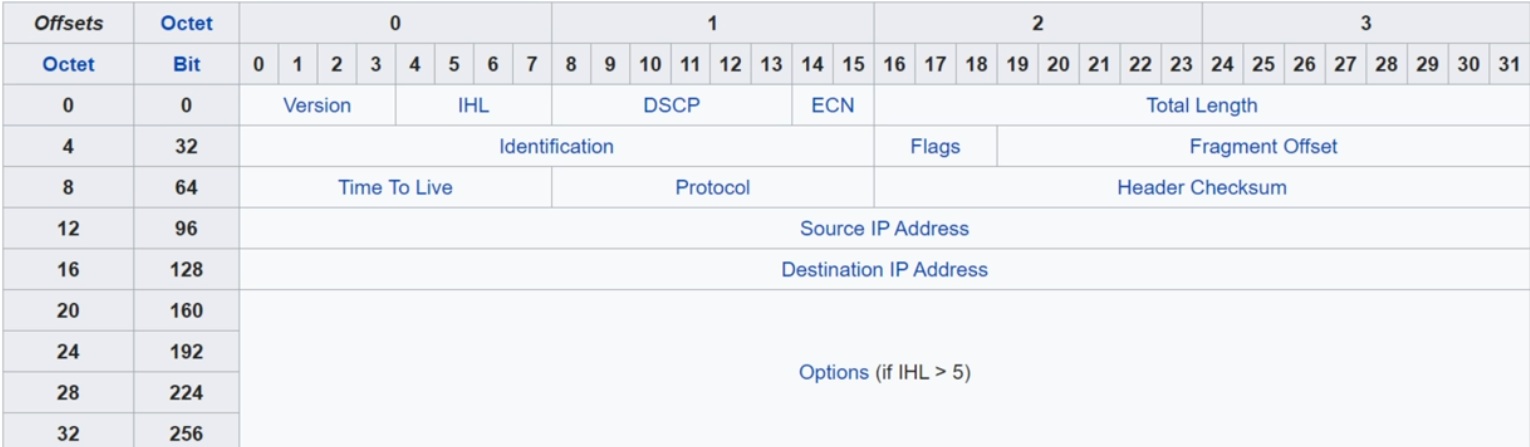 Offsets Octet 0 1 2 3
Octet Bit 0 1 2 3 4 5 6 7 8 9 10 11 12 13 14 15 16 17 18 19 20 21 22 23 24 25 26 27 28 29 30 31
0 0 Version IHL DSCP ECN Total Length
4 32 Identification Flags Fragment Offset
8 64 Time To Live Protocol Header Checksum
12 96 Source IP Address
16 128 Destination IP Address
20 160
24 192
Options (if IHL > 5)
28 224
32 256